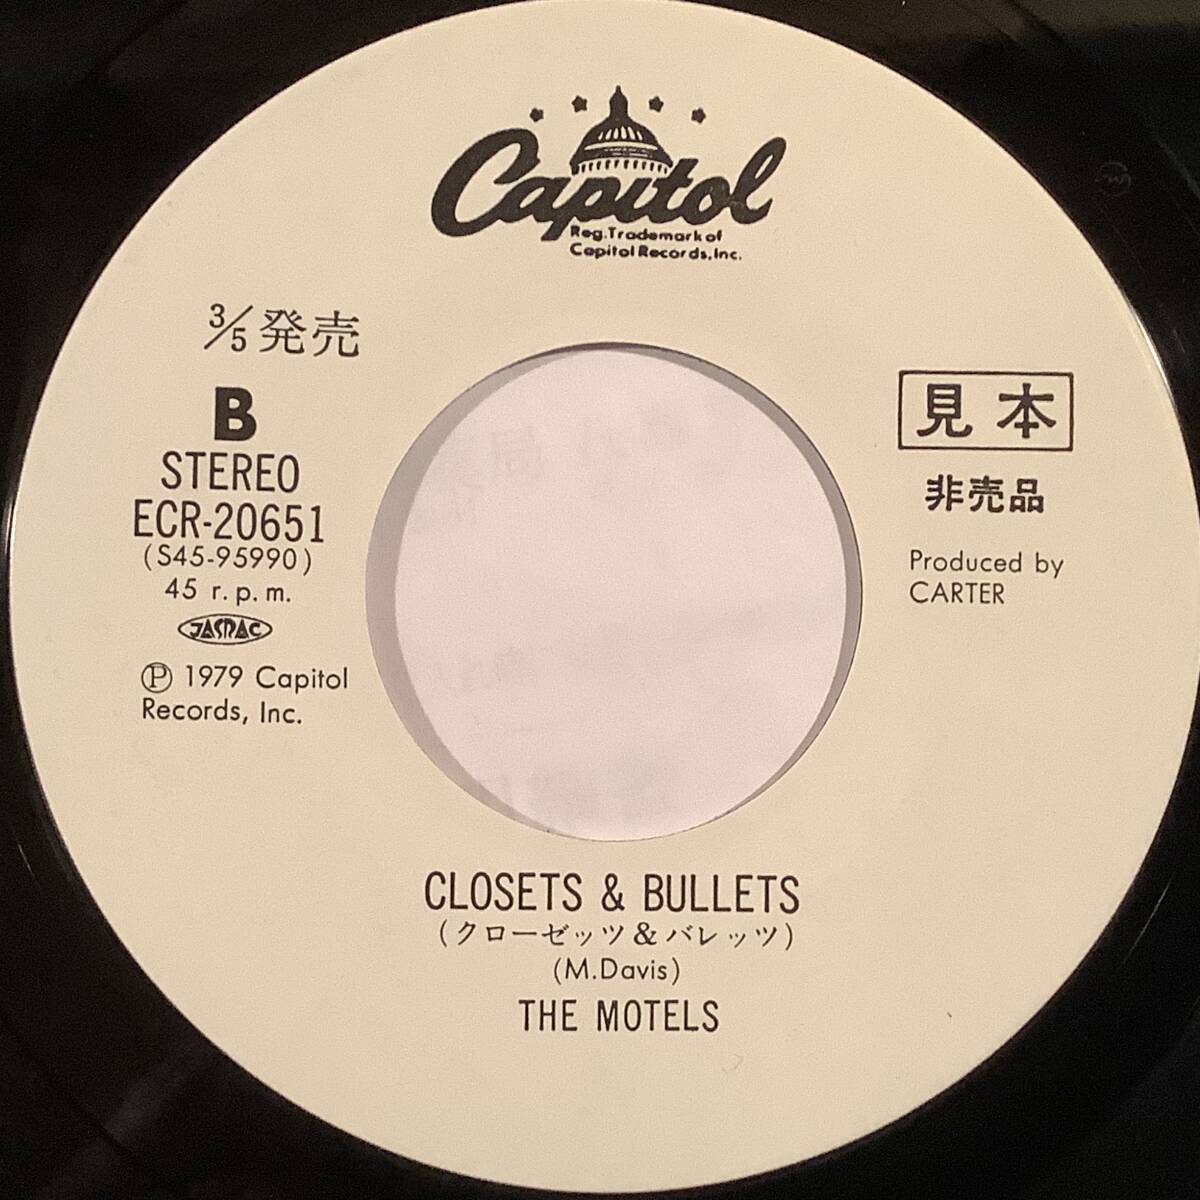 Capitol
Reg. Trademark of
Capitol Records, Inc.
3/5 発売
B
STEREO
ECR-20651
(S45-95990)
45 r.p.m.
JASRAC
Ⓟ 1979 Capitol
Records, Inc.
見本
非売品
Produced by
CARTER
CLOSETS & BULLETS
(クローゼッツ&バレッツ)
(M.Davis)
THE MOTELS